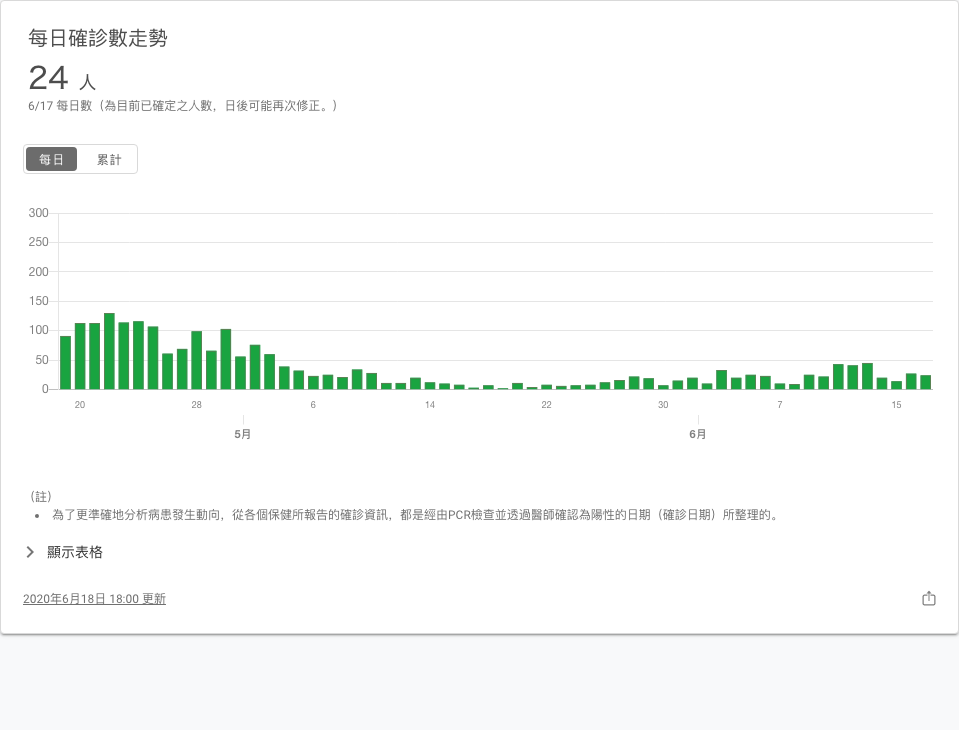 每日確診數走勢
24 人
6/17 每日數（為目前已確定之人數，日後可能再次修正。）
每日 累計
300
250
200
150
100
50
0
20 28 6 14 22 30 7 15
5月 6月
（註）
• 為了更準確地分析病患發生動向，從各個保健所報告的確診資訊，都是經由PCR檢查並透過醫師確認為陽性的日期（確診日期）所整理的。
顯示表格
2020年6月18日 18:00 更新